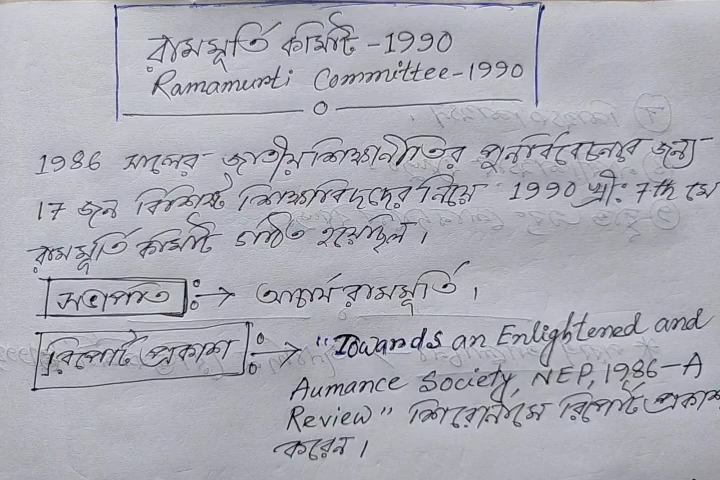 রামমূর্তি কমিটি -1990
Ramamurti Committee-1990
1986 সালের জাতীয় শিক্ষানীতির পুনর্বিবেচনার জন্য
17 জন বিশিষ্ট শিক্ষাবিদদের নিয়ে 1990 খ্রী: 7th মে
রামমূর্তি কমিটি গঠিত হয়েছিল।
সভাপতি :→ আচার্য রামমূর্তি।
রিপোর্ট প্রকাশ :→ "Towards an Enlightened and
Aumance Society, NEP, 1986-A
Review" শিরোনামে রিপোর্ট প্রকাশ
করেন।